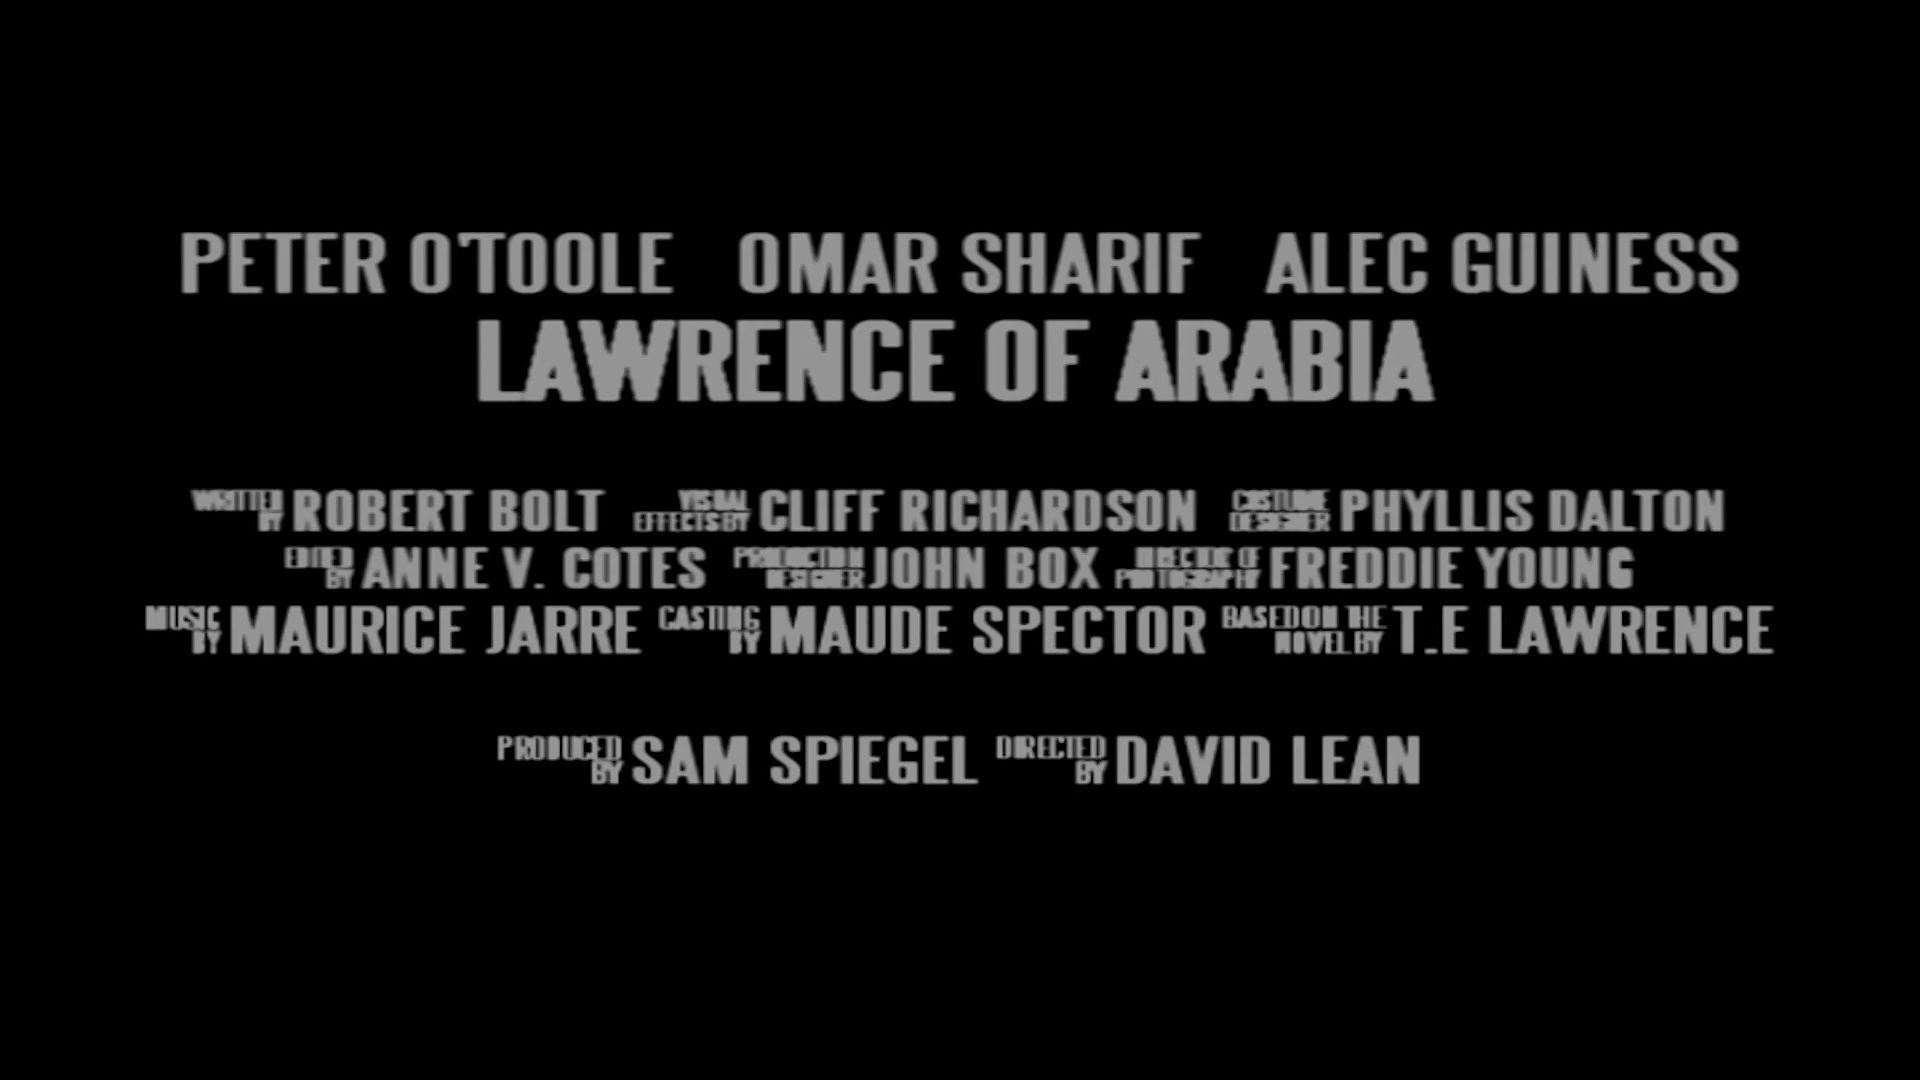 PETER O'TOOLE OMAR SHARIF ALEC GUINESS
LAWRENCE OF ARABIA
WRITTED BY ROBERT BOLT VISUAL EFFECTS BY CLIFF RICHARDSON COSTUME DESIGNER PHYLLIS DALTON
EDITED BY ANNE V. COTES PRODUCTION DESIGNER JOHN BOX DIRECTOR OF PHOTOGRAPHY FREDDIE YOUNG
MUSIC BY MAURICE JARRE CASTING BY MAUDE SPECTOR BASED ON THE NOVEL BY T.E LAWRENCE
PRODUCED BY SAM SPIEGEL DIRECTED BY DAVID LEAN